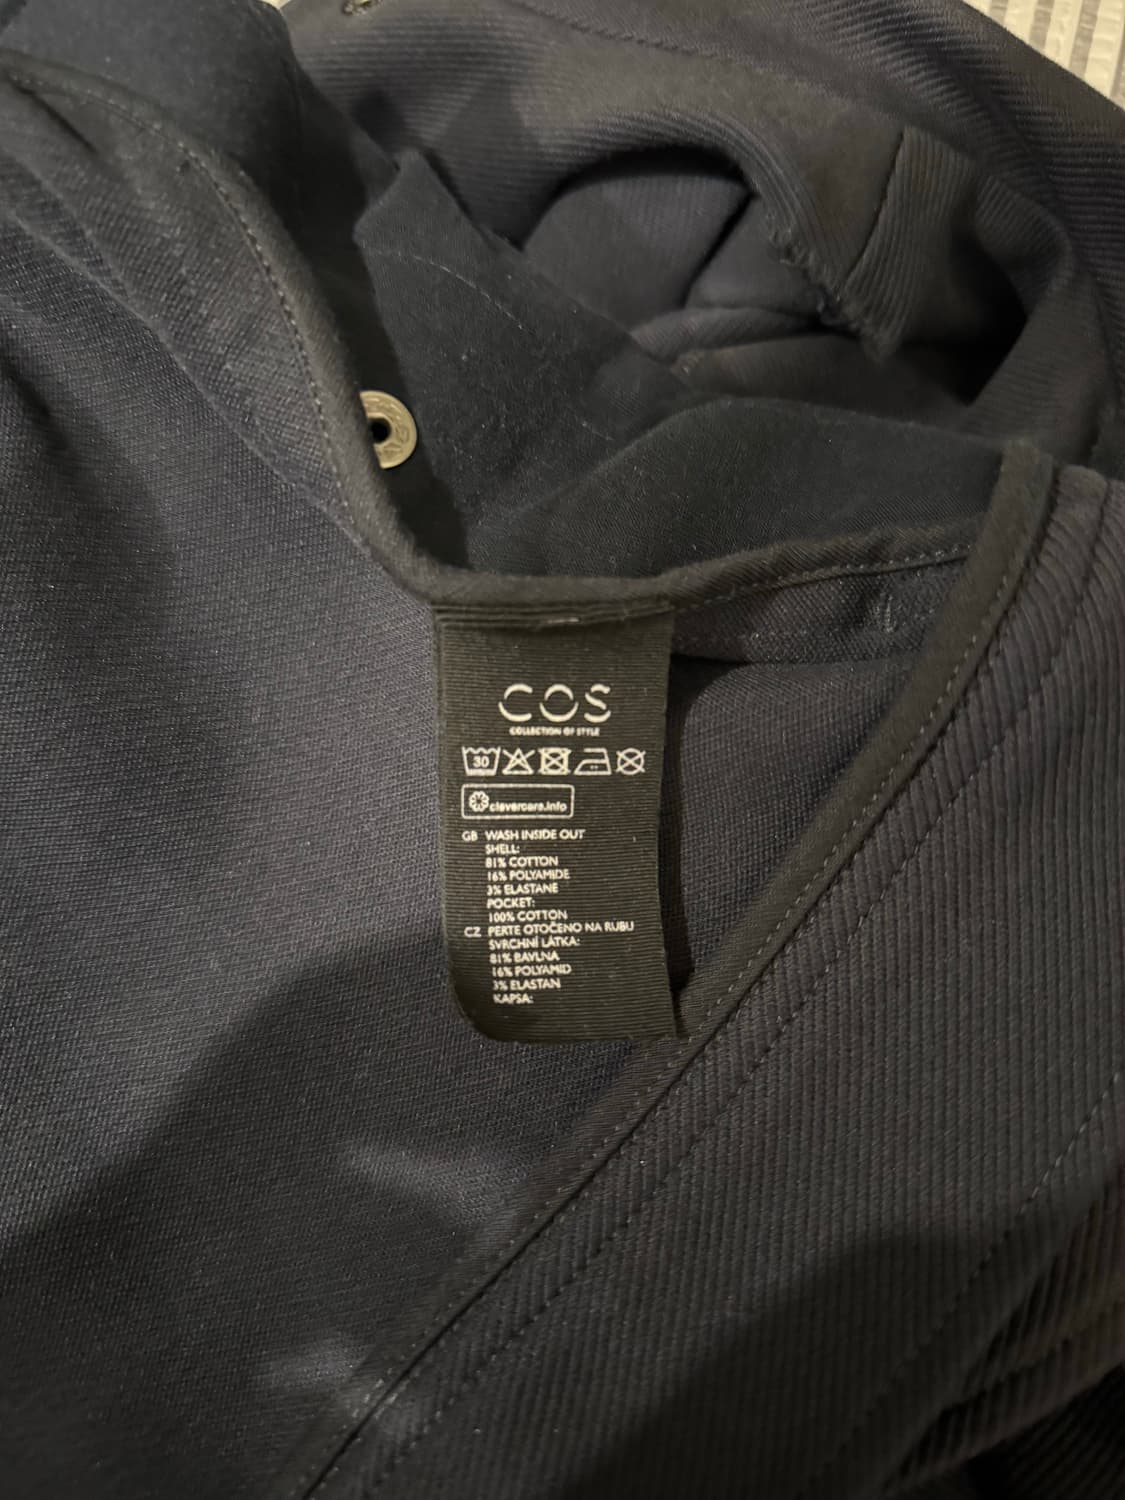 COS
COLLECTION OF STYLE
30
clevercare.info
GB WASH INSIDE OUT
SHELL:
81% COTTON
16% POLYAMIDE
3% ELASTANE
POCKET:
100% COTTON
CZ PERTE OTOČENO NA RUBU
SVRCHNÍ LÁTKA:
81% BAVLNA
16% POLYAMID
3% ELASTAN
KAPSA: